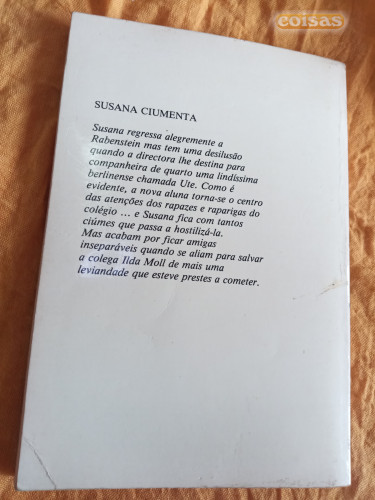 coisas
SUSANA CIUMENTA
Susana regressa alegremente a
Rabenstein mas tem uma desilusão
quando a directora lhe destina para
companheira de quarto uma lindíssima
berlinense chamada Ute. Como é
evidente, a nova aluna torna-se o centro
das atenções dos rapazes e raparigas do
colégio ... e Susana fica com tantos
ciúmes que passa a hostilizá-la.
Mas acabam por ficar amigas
inseparáveis quando se aliam para salvar
a colega Ilda Moll de mais uma
leviandade que esteve prestes a cometer.